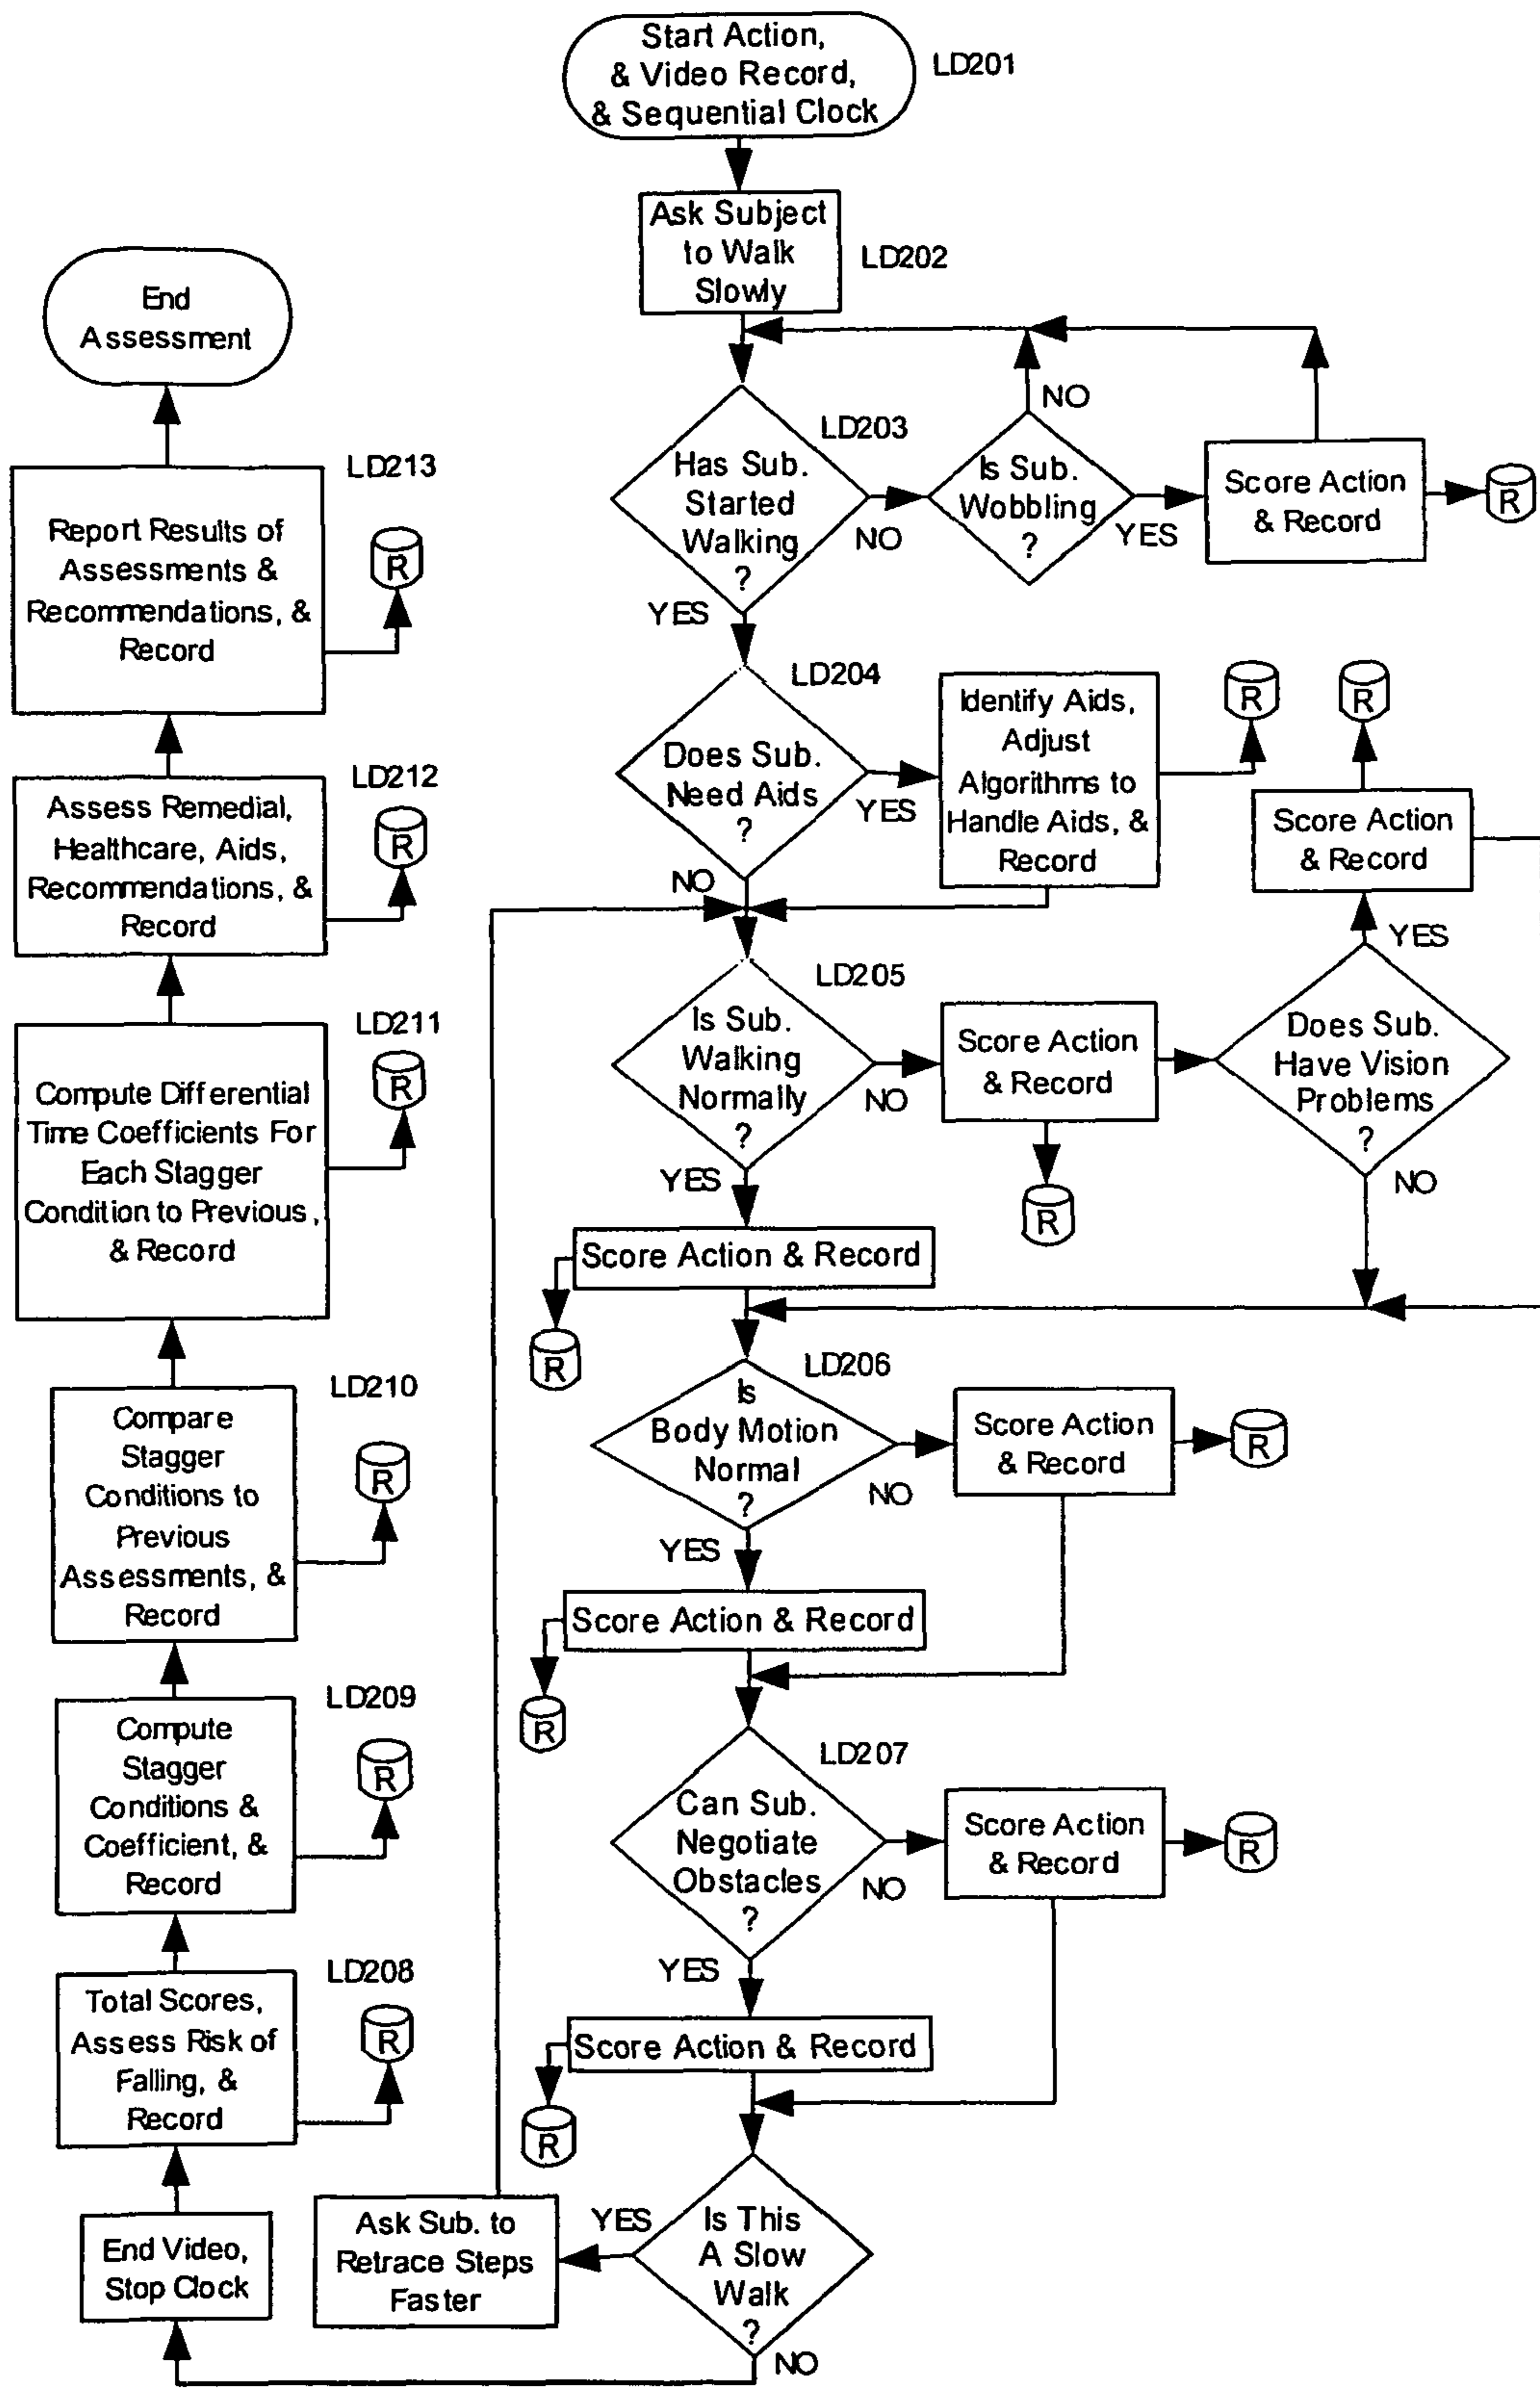 Start Action,
& Video Record,
& Sequential Clock
LD201
Ask Subject
to Walk
Slowly
LD202
Has Sub.
Started
Walking
?
LD203
NO
YES
Is Sub.
Wobbling
?
NO
YES
Score Action
& Record
R
Does Sub.
Need Aids
?
LD204
YES
NO
Identify Aids,
Adjust
Algorithms to
Handle Aids, &
Record
R
Is Sub.
Walking
Normally
?
LD205
NO
YES
Score Action
& Record
R
Does Sub.
Have Vision
Problems
?
YES
NO
Score Action
& Record
R
Score Action & Record
R
Is
Body Motion
Normal
?
LD206
NO
YES
Score Action
& Record
R
Score Action & Record
R
Can Sub.
Negotiate
Obstacles
?
LD207
NO
YES
Score Action
& Record
R
Score Action & Record
R
Is This
A Slow
Walk
?
YES
NO
Ask Sub. to
Retrace Steps
Faster
End Video,
Stop Clock
Total Scores,
Assess Risk of
Falling, &
Record
LD208
R
Compute
Stagger
Conditions &
Coefficient, &
Record
LD209
R
Compare
Stagger
Conditions to
Previous
Assessments, &
Record
LD210
R
Compute Differential
Time Coefficients For
Each Stagger
Condition to Previous,
& Record
LD211
R
Assess Remedial,
Healthcare, Aids,
Recommendations, &
Record
LD212
R
Report Results of
Assessments &
Recommendations, &
Record
LD213
R
End
Assessment